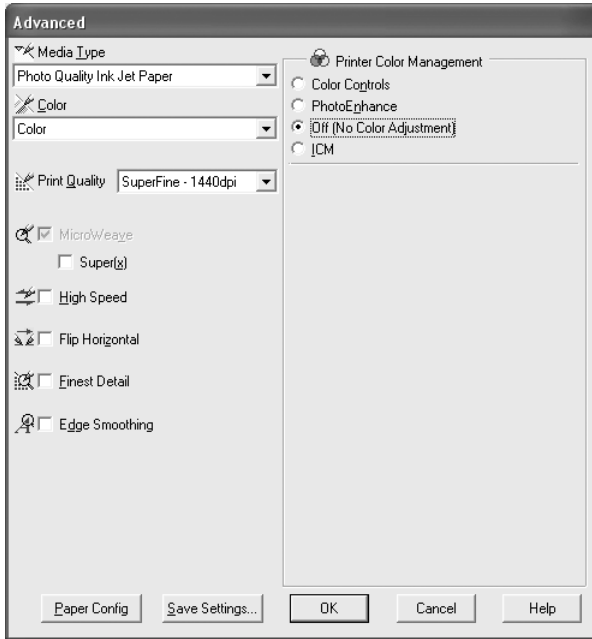 Advanced
Media Type
Photo Quality Ink Jet Paper
Color
Color
Print Quality SuperFine - 1440dpi
MicroWeave
Super(x)
High Speed
Flip Horizontal
Finest Detail
Edge Smoothing
Printer Color Management
Color Controls
PhotoEnhance
Off (No Color Adjustment)
ICM
Paper Config Save Settings... OK Cancel Help